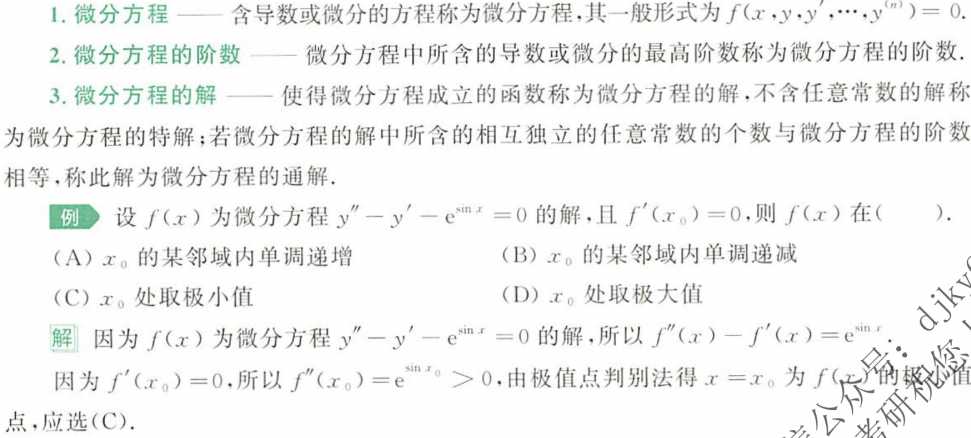 1. 微分方程 —— 含导数或微分的方程称为微分方程,其一般形式为 f(x,y,y′,⋯,y⁽ⁿ⁾)=0.
2. 微分方程的阶数 —— 微分方程中所含的导数或微分的最高阶数称为微分方程的阶数.
3. 微分方程的解 —— 使得微分方程成立的函数称为微分方程的解,不含任意常数的解称
为微分方程的特解;若微分方程的解中所含的相互独立的任意常数的个数与微分方程的阶数
相等,称此解为微分方程的通解.
例 设 f(x) 为微分方程 y″−y′−e^{sin x}=0 的解,且 f′(x₀)=0,则 f(x) 在(  ).
(A) x₀ 的某邻域内单调递增 (B) x₀ 的某邻域内单调递减
(C) x₀ 处取极小值 (D) x₀ 处取极大值
解 因为 f(x) 为微分方程 y″−y′−e^{sin x}=0 的解,所以 f″(x)−f′(x)=e^{sin x}.
因为 f′(x₀)=0,所以 f″(x₀)=e^{sin x₀}>0,由极值点判别法得 x=x₀ 为 f(x) 的极小值
点,应选(C).
公众号: djky
考研祝您